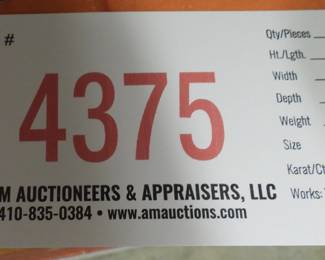 #
4375
M AUCTIONEERS & APPRAISERS, LLC
410-835-0384 • www.amauctions.com
Qty/Pieces
Ht./Lgth.
Width
Depth
Weight
Size
Karat/Ct
Works: